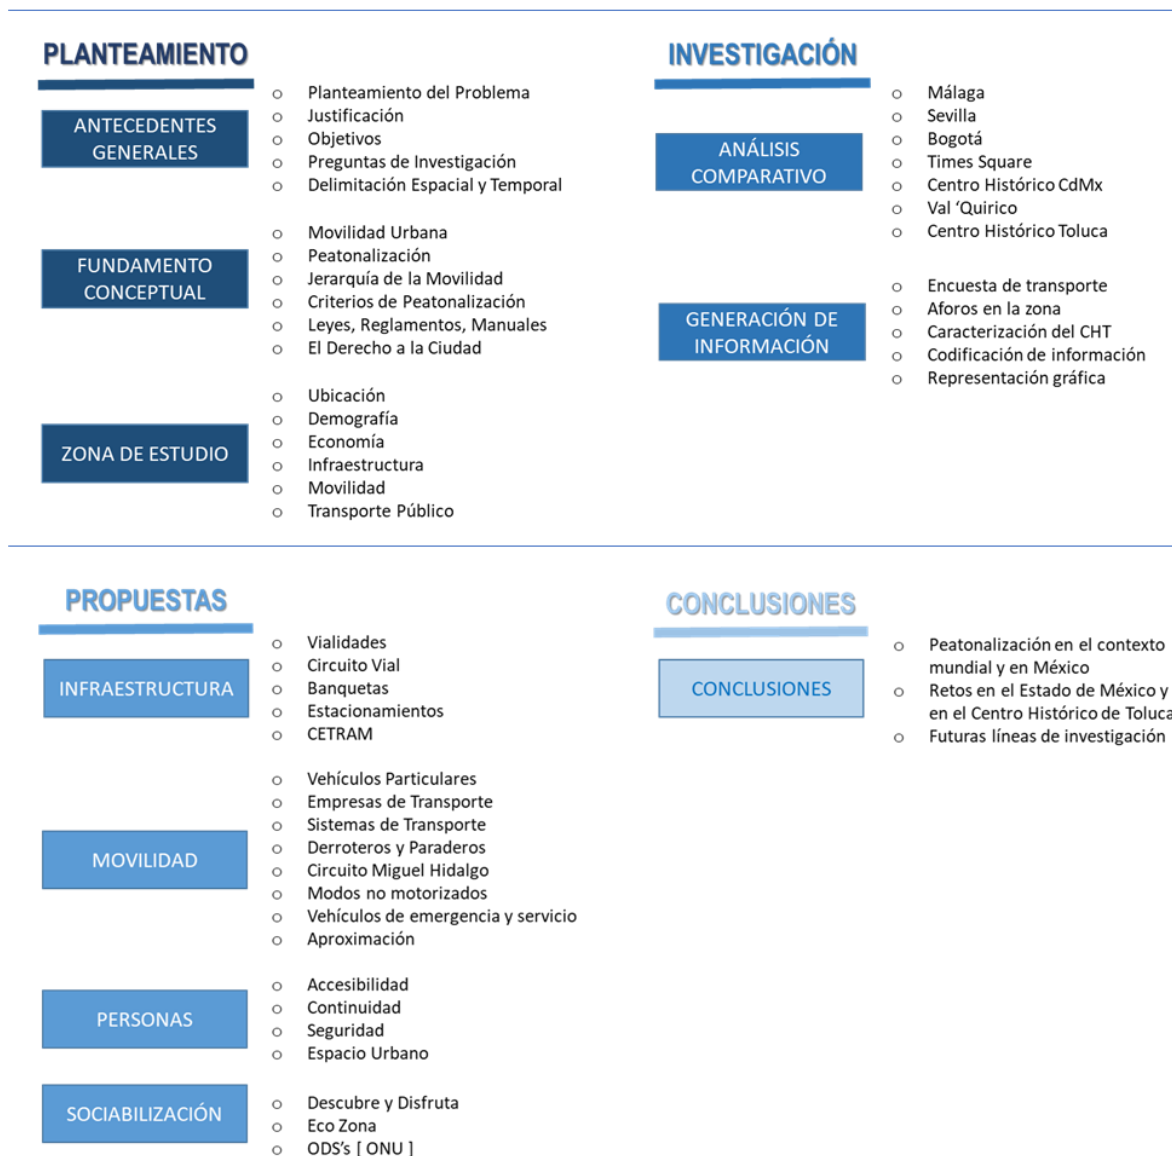 PLANTEAMIENTO
ANTECEDENTES
GENERALES
o Planteamiento del Problema
o Justificación
o Objetivos
o Preguntas de Investigación
o Delimitación Espacial y Temporal
FUNDAMENTO
CONCEPTUAL
o Movilidad Urbana
o Peatonalización
o Jerarquía de la Movilidad
o Criterios de Peatonalización
o Leyes, Reglamentos, Manuales
o El Derecho a la Ciudad
ZONA DE ESTUDIO
o Ubicación
o Demografía
o Economía
o Infraestructura
o Movilidad
o Transporte Público
INVESTIGACIÓN
ANÁLISIS
COMPARATIVO
o Málaga
o Sevilla
o Bogotá
o Times Square
o Centro Histórico CdMx
o Val ‘Quirico
o Centro Histórico Toluca
GENERACIÓN DE
INFORMACIÓN
o Encuesta de transporte
o Aforos en la zona
o Caracterización del CHT
o Codificación de información
o Representación gráfica
PROPUESTAS
INFRAESTRUCTURA
o Vialidades
o Circuito Vial
o Banquetas
o Estacionamientos
o CETRAM
MOVILIDAD
o Vehículos Particulares
o Empresas de Transporte
o Sistemas de Transporte
o Derroteros y Paraderos
o Circuito Miguel Hidalgo
o Modos no motorizados
o Vehículos de emergencia y servicio
o Aproximación
PERSONAS
o Accesibilidad
o Continuidad
o Seguridad
o Espacio Urbano
SOCIABILIZACIÓN
o Descubre y Disfruta
o Eco Zona
o ODS’s [ ONU ]
CONCLUSIONES
CONCLUSIONES
o Peatonalización en el contexto
mundial y en México
o Retos en el Estado de México y
en el Centro Histórico de Toluca
o Futuras líneas de investigación